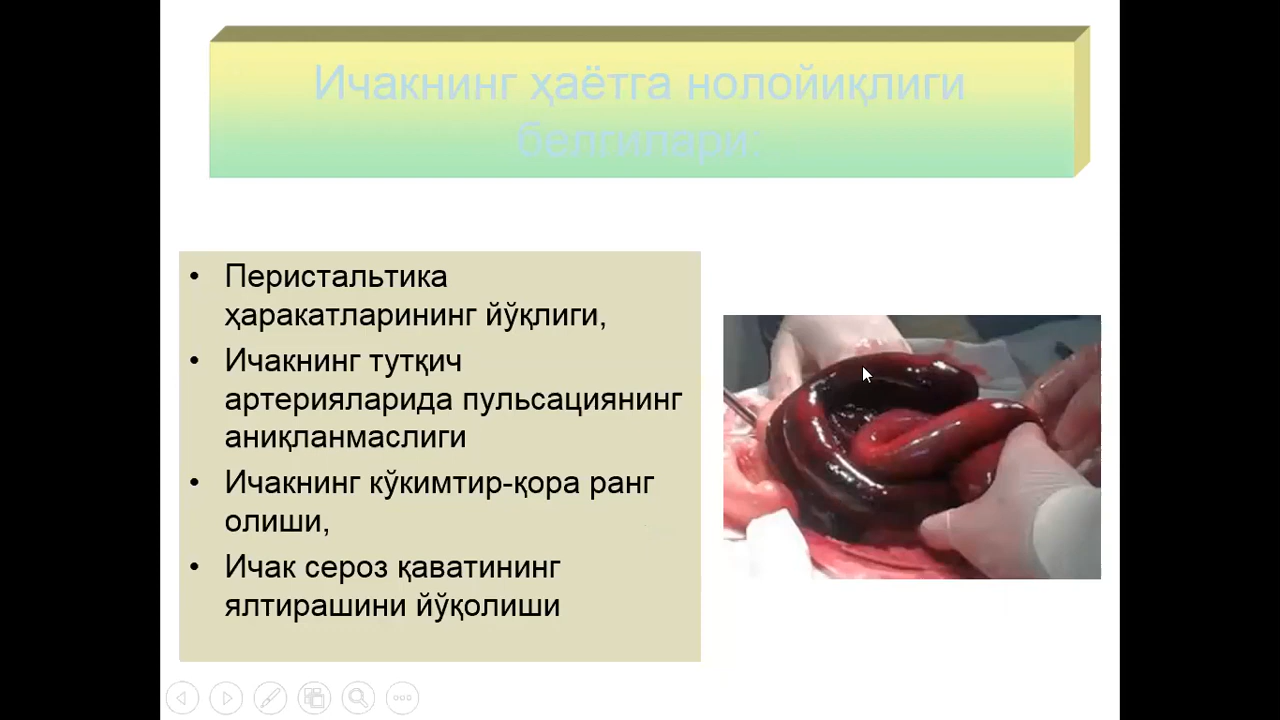 Ичакнинг ҳаётга нолойиқлиги
белгилари:
• Перистальтика
ҳаракатларининг йўқлиги,
• Ичакнинг тутқич
артерияларида пульсациянинг
аниқланмаслиги
• Ичакнинг кўкимтир-қора ранг
олиши,
• Ичак сероз қаватининг
ялтирашини йўқолиши